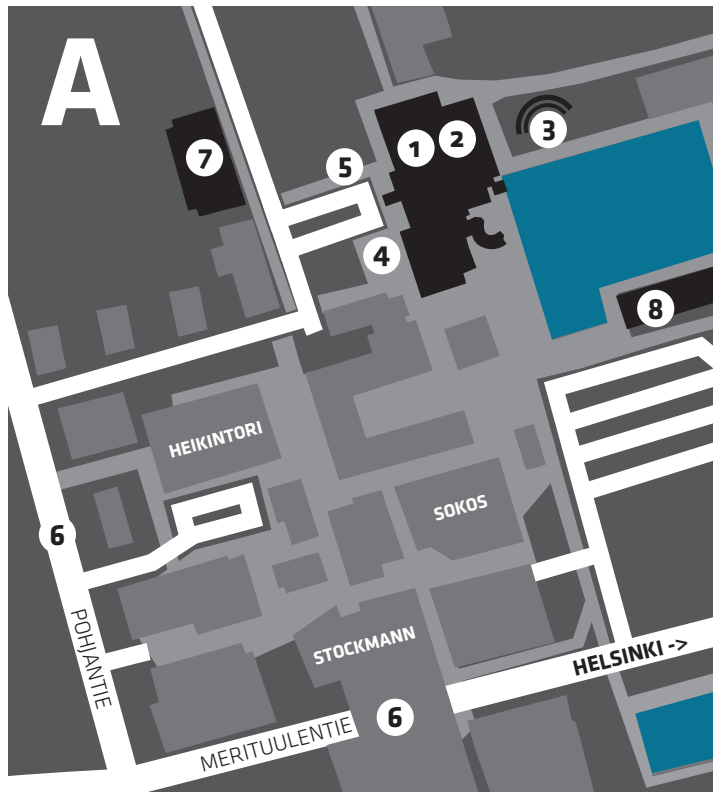 A
1
2
3
7
5
4
8
HEIKINTORI
SOKOS
6
POHJANTIE
STOCKMANN
HELSINKI ->
6
MERITUULENTIE